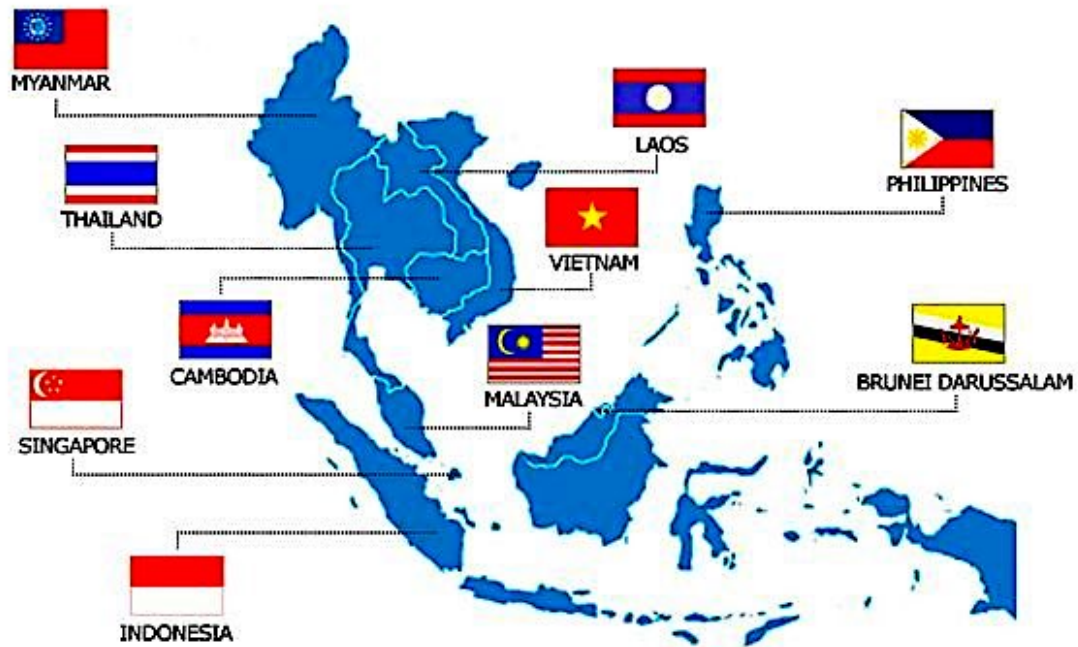 MYANMAR
LAOS
PHILIPPINES
THAILAND
VIETNAM
CAMBODIA
MALAYSIA
BRUNEI DARUSSALAM
SINGAPORE
INDONESIA